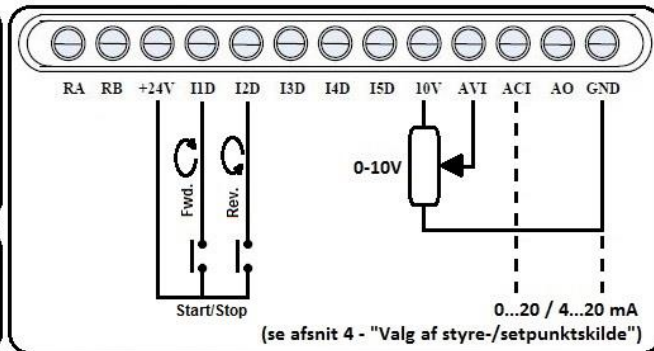 RA RB +24V I1D I2D I3D I4D I5D 10V AVI ACI AO GND
Fwd.
Rev.
0-10V
Start/Stop
0...20 / 4...20 mA
(se afsnit 4 - "Valg af styre-/setpunktskilde")